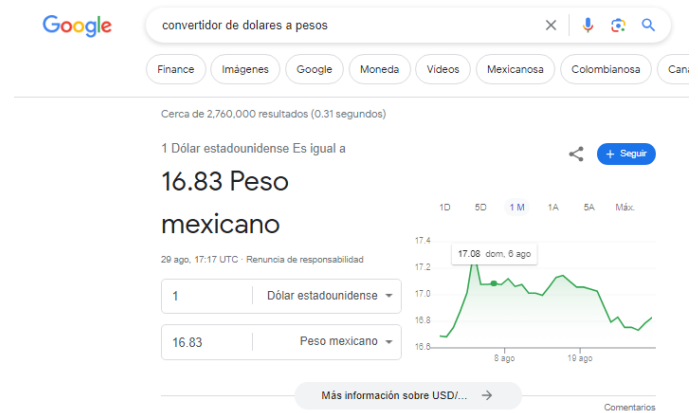 Google
convertidor de dolares a pesos
Finance Imágenes Google Moneda Vídeos Mexicanosa Colombianosa
Cerca de 2,760,000 resultados (0.31 segundos)
1 Dólar estadounidense Es igual a
16.83 Peso
mexicano
29 ago, 17:17 UTC · Renuncia de responsabilidad
1 Dólar estadounidense
16.83 Peso mexicano
+ Seguir
1D 5D 1 M 1A 5A Máx.
17.4
17.08 dom, 6 ago
17.2
17.0
16.8
16.6
8 ago 19 ago
Más información sobre USD/...
Comentarios